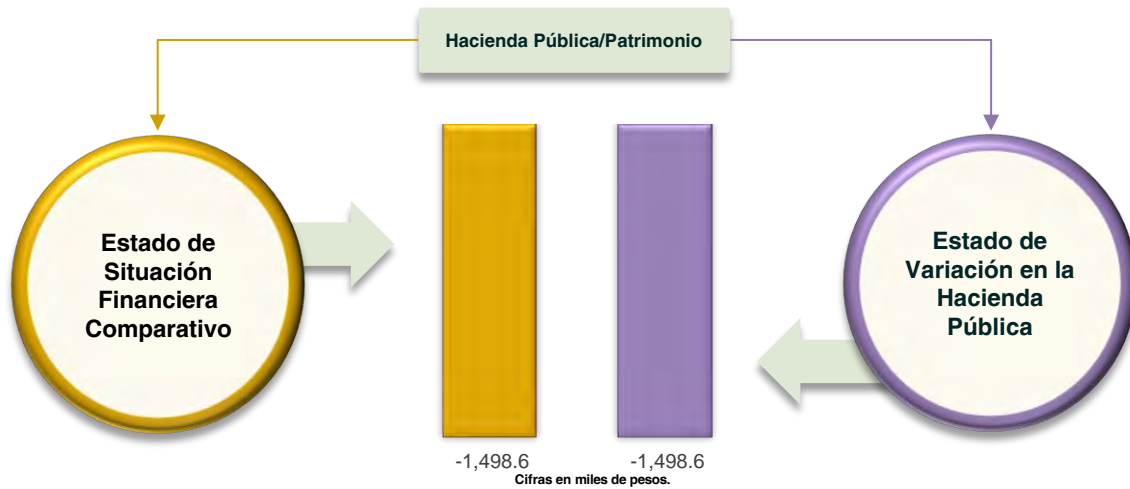 Hacienda Pública/Patrimonio
Estado de
Situación
Financiera
Comparativo
Estado de
Variación en la
Hacienda
Pública
-1,498.6
-1,498.6
Cifras en miles de pesos.